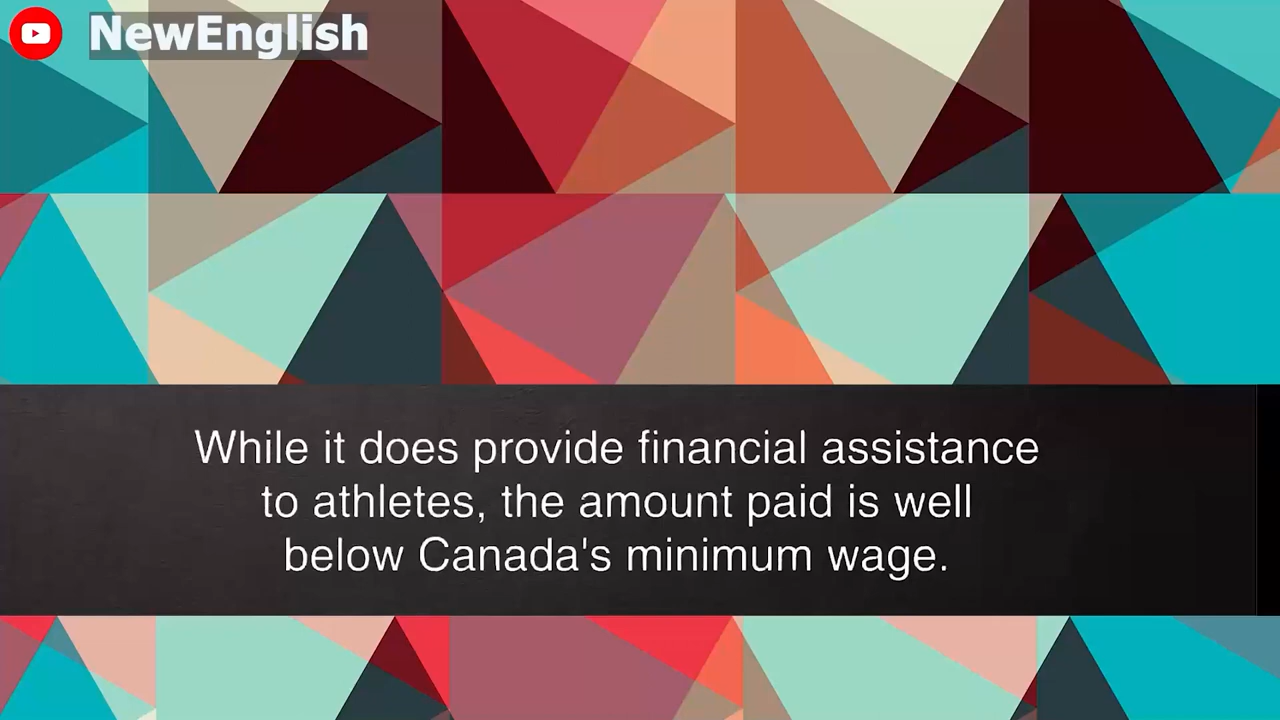 NewEnglish
While it does provide financial assistance
to athletes, the amount paid is well
below Canada's minimum wage.